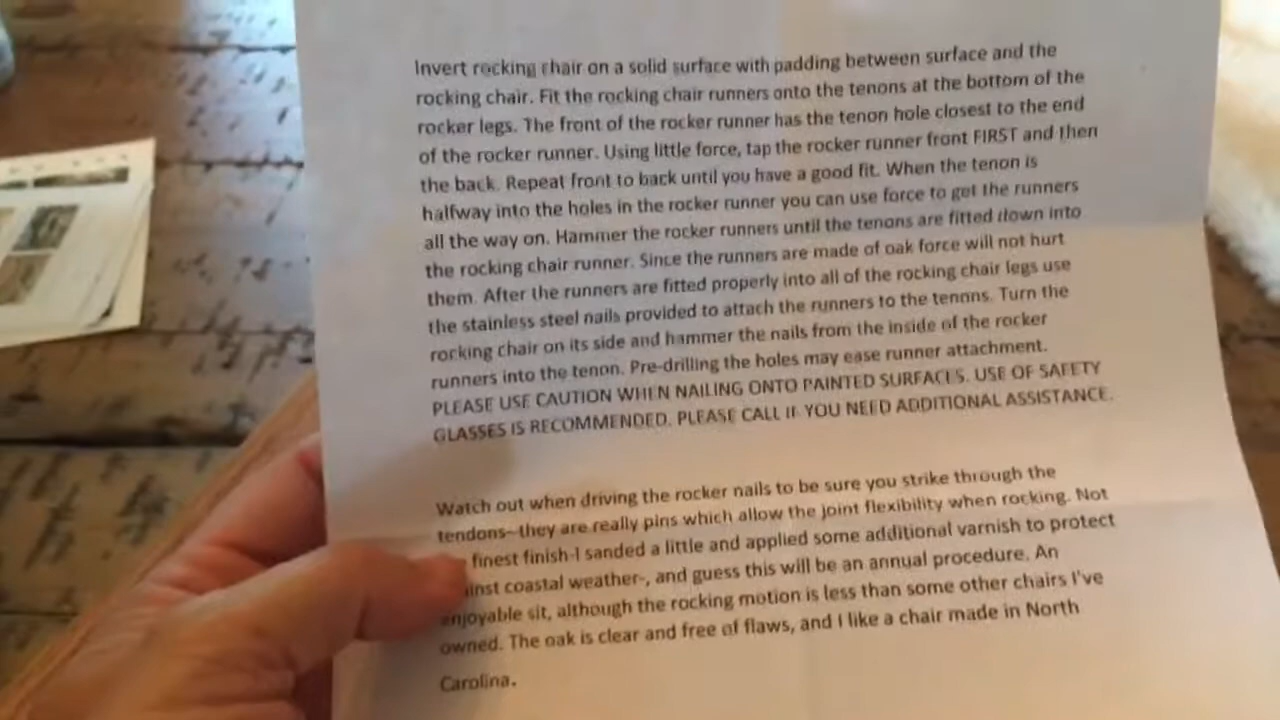 Invert rocking chair on a solid surface with padding between surface and the
rocking chair. Fit the rocking chair runners onto the tenons at the bottom of the
rocker legs. The front of the rocker runner has the tenon hole closest to the end
of the rocker runner. Using little force, tap the rocker runner front FIRST and then
the back. Repeat front to back until you have a good fit. When the tenon is
halfway into the holes in the rocker runner you can use force to get the runners
all the way on. Hammer the rocker runners until the tenons are fitted down into
the rocking chair runner. Since the runners are made of oak force will not hurt
them. After the runners are fitted properly into all of the rocking chair legs use
the stainless steel nails provided to attach the runners to the tenons. Turn the
rocking chair on its side and hammer the nails from the inside of the rocker
runners into the tenon. Pre-drilling the holes may ease runner attachment.
PLEASE USE CAUTION WHEN NAILING ONTO PAINTED SURFACES. USE OF SAFETY
GLASSES IS RECOMMENDED. PLEASE CALL IF YOU NEED ADDITIONAL ASSISTANCE.
Watch out when driving the rocker nails to be sure you strike through the
tendons--they are really pins which allow the joint flexibility when rocking. Not
finest finish-I sanded a little and applied some additional varnish to protect
coastal weather-, and guess this will be an annual procedure. An
enjoyable sit, although the rocking motion is less than some other chairs I've
owned. The oak is clear and free of flaws, and I like a chair made in North
Carolina.